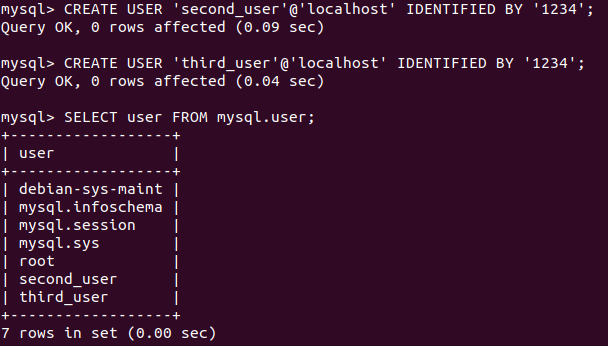 mysql> CREATE USER 'second_user'@'localhost' IDENTIFIED BY '1234';
Query OK, 0 rows affected (0.09 sec)
mysql> CREATE USER 'third_user'@'localhost' IDENTIFIED BY '1234';
Query OK, 0 rows affected (0.04 sec)
mysql> SELECT user FROM mysql.user;
+------------------+
| user             |
+------------------+
| debian-sys-maint |
| mysql.infoschema |
| mysql.session    |
| mysql.sys        |
| root             |
| second_user      |
| third_user       |
+------------------+
7 rows in set (0.00 sec)